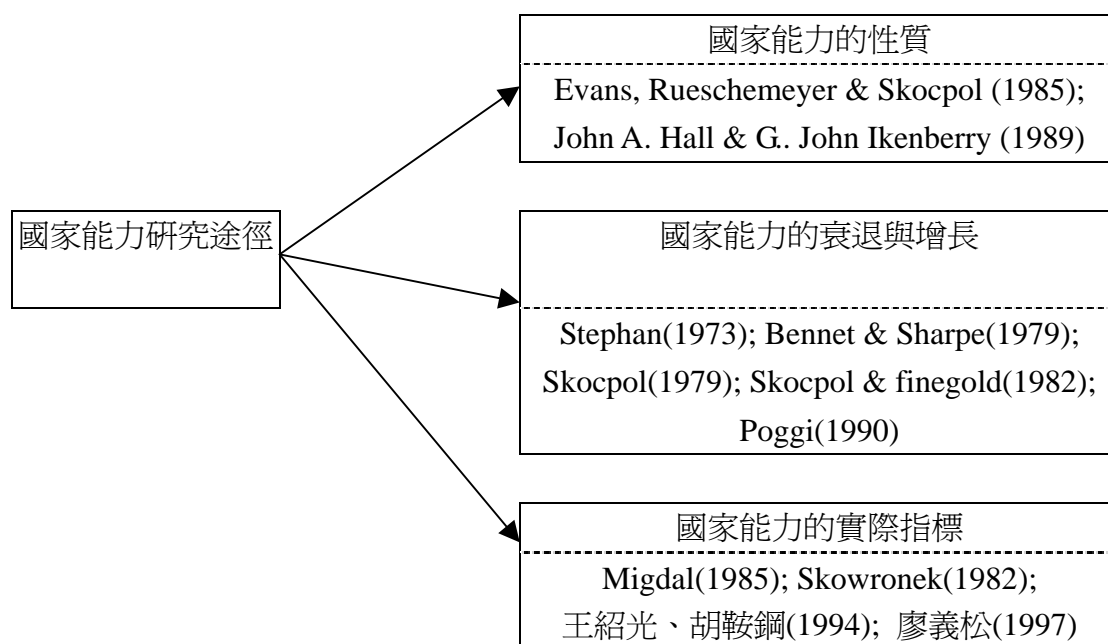 國家能力的性質
Evans, Rueschemeyer & Skocpol (1985);
John A. Hall & G.. John Ikenberry (1989)
國家能力研究途徑
國家能力的衰退與增長
Stephan(1973); Bennet & Sharpe(1979);
Skocpol(1979); Skocpol & finegold(1982);
Poggi(1990)
國家能力的實際指標
Migdal(1985); Skowronek(1982);
王紹光、胡鞍鋼(1994); 廖義松(1997)